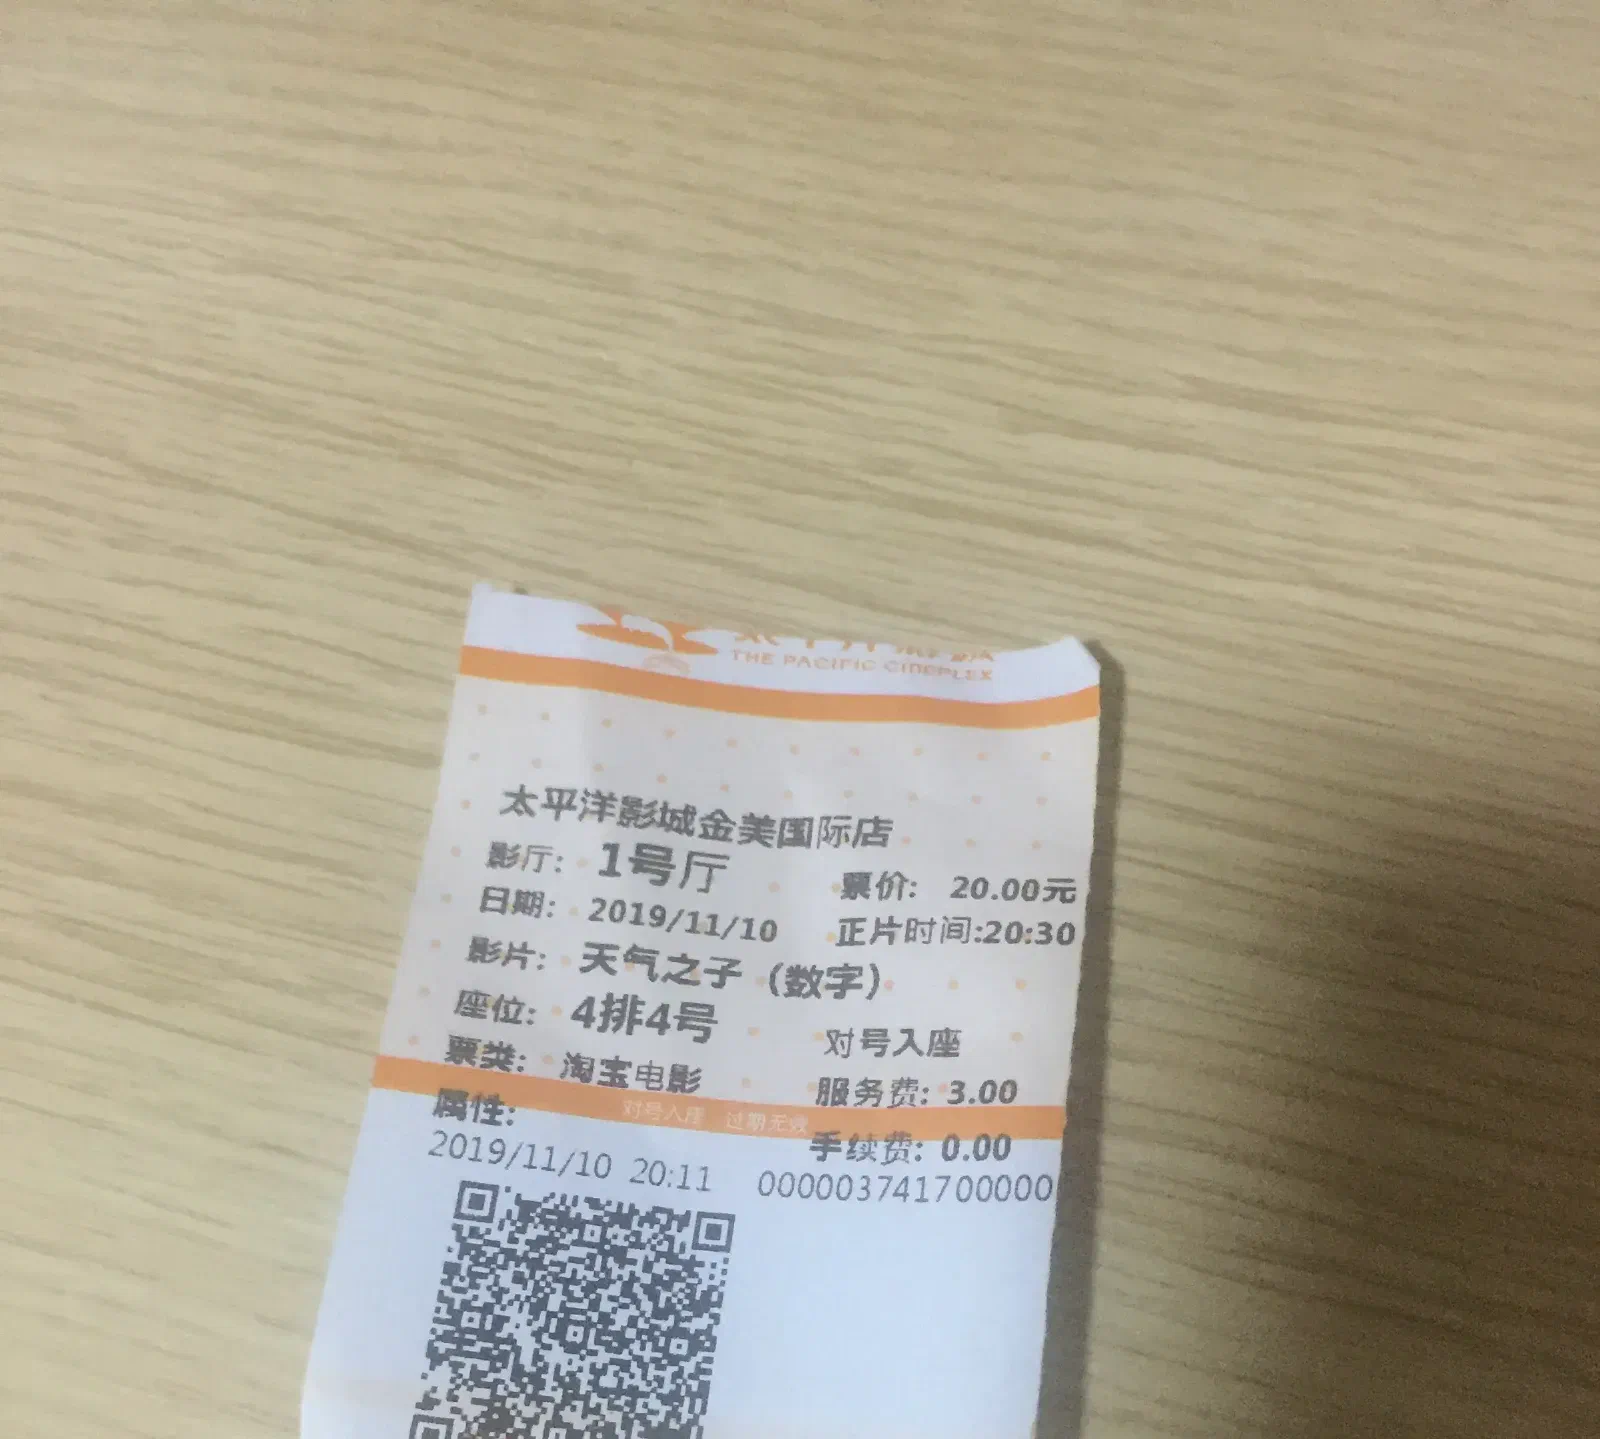 THE PACIFIC CINEPLEX
太平洋影城金美国际店
影厅: 1号厅 票价: 20.00元
日期: 2019/11/10 正片时间:20:30
影片: 天气之子（数字）
座位: 4排4号 对号入座
票类: 淘宝电影 服务费: 3.00
对号入座 过期无效
属性: 手续费: 0.00
2019/11/10 20:11 000003741700000